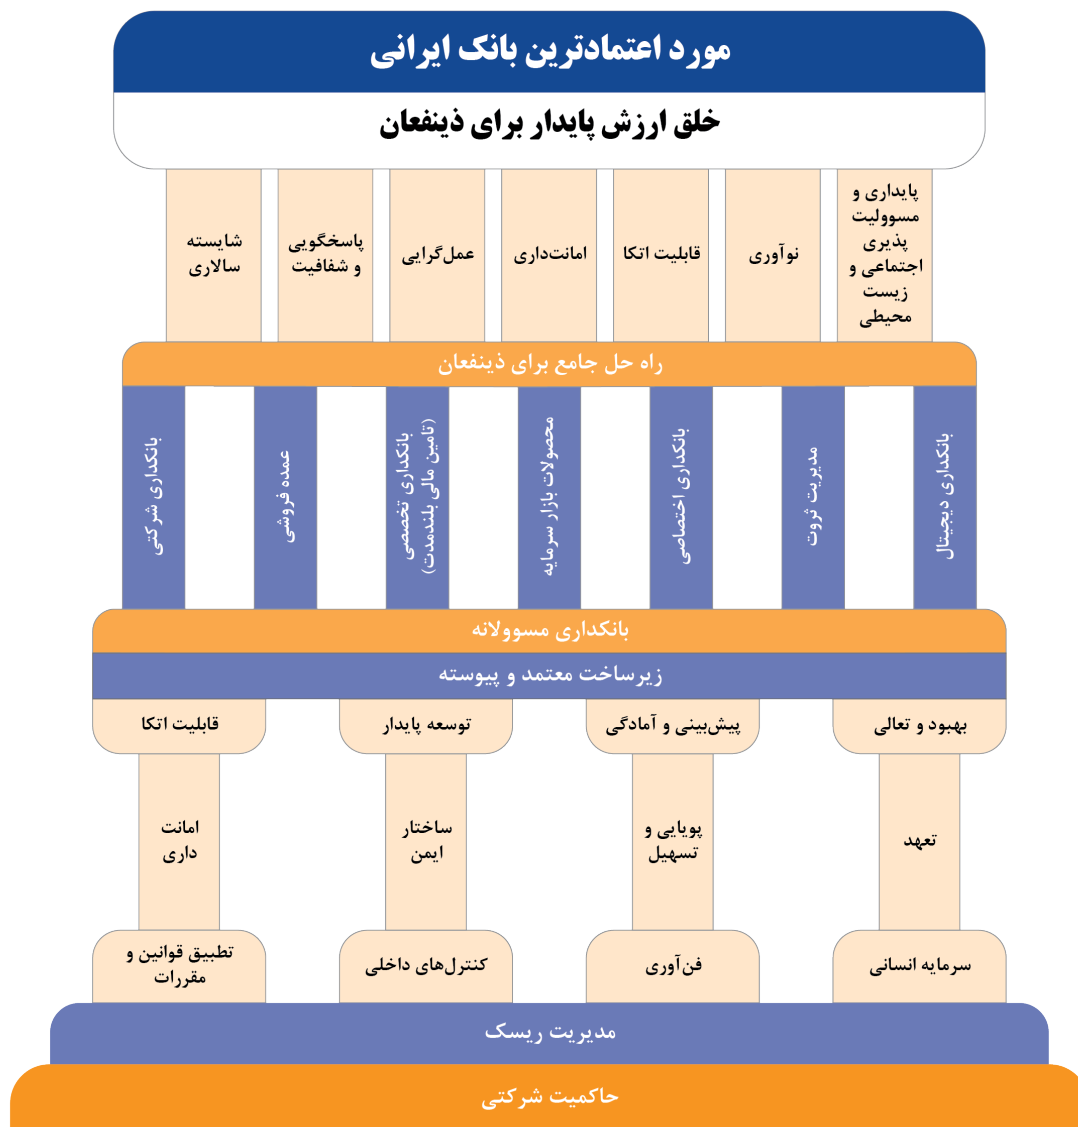 مورد اعتمادترین بانک ایرانی
خلق ارزش پایدار برای ذینفعان
پایداری و
مسوولیت
پذیری
اجتماعی و
زیست
محیطی
نوآوری
قابلیت اتکا
امانت‌داری
عمل‌گرایی
پاسخگویی
و شفافیت
شایسته
سالاری
راه حل جامع برای ذینفعان
بانکداری دیجیتال
مدیریت ثروت
بانکداری اختصاصی
محصولات بازار سرمایه
بانکداری تخصصی
(تامین مالی بلندمدت)
عمده فروشی
بانکداری شرکتی
بانکداری مسوولانه
زیرساخت معتمد و پیوسته
بهبود و تعالی
پیش‌بینی و آمادگی
توسعه پایدار
قابلیت اتکا
تعهد
پویایی و
تسهیل
ساختار
ایمن
امانت
داری
سرمایه انسانی
فن‌آوری
کنترل‌های داخلی
تطبیق قوانین و
مقررات
مدیریت ریسک
حاکمیت شرکتی